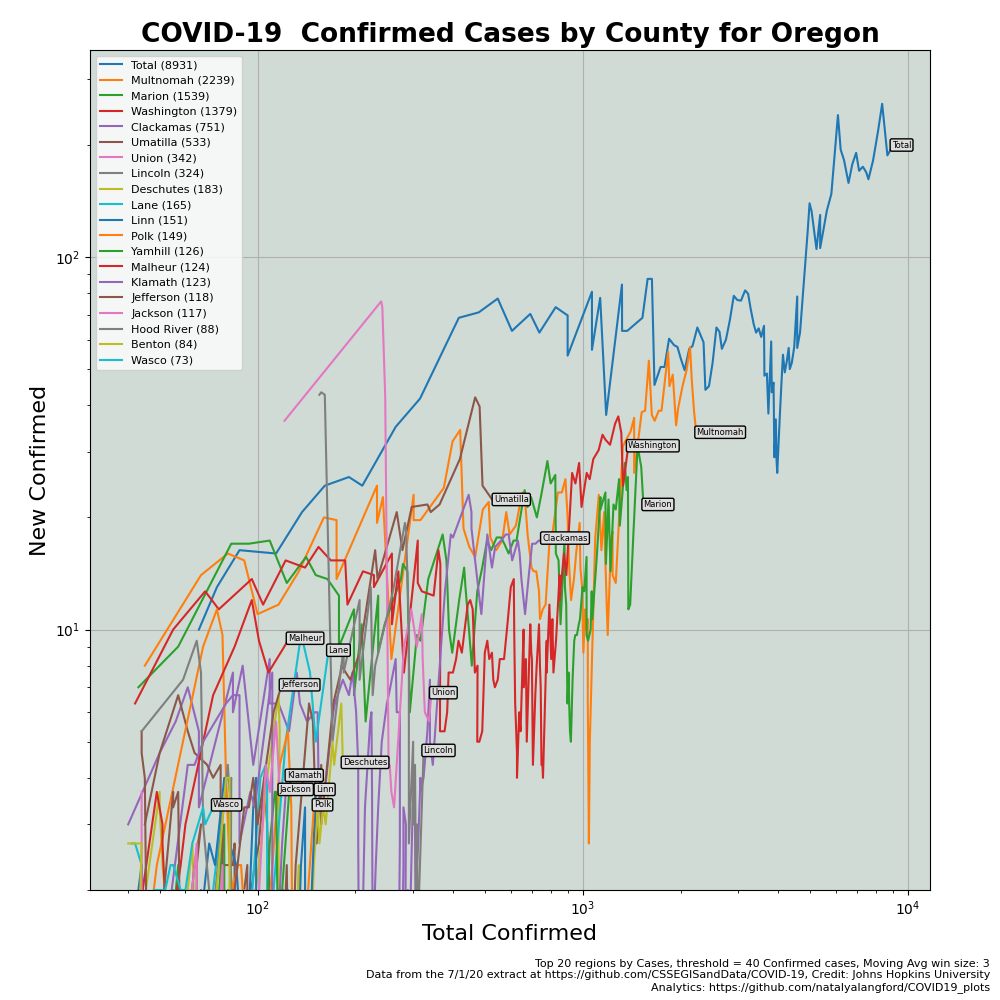 COVID-19  Confirmed Cases by County for Oregon
Total (8931)
Multnomah (2239)
Marion (1539)
Washington (1379)
Clackamas (751)
Umatilla (533)
Union (342)
Lincoln (324)
Deschutes (183)
Lane (165)
Linn (151)
Polk (149)
Yamhill (126)
Malheur (124)
Klamath (123)
Jefferson (118)
Jackson (117)
Hood River (88)
Benton (84)
Wasco (73)
Total
Multnomah
Washington
Marion
Umatilla
Clackamas
Malheur
Lane
Jefferson
Union
Lincoln
Deschutes
Klamath
Jackson
Linn
Wasco
Polk
New Confirmed
10²
10¹
10²
10³
10⁴
Total Confirmed
Top 20 regions by Cases, threshold = 40 Confirmed cases, Moving Avg win size: 3
Data from the 7/1/20 extract at https://github.com/CSSEGISandData/COVID-19, Credit: Johns Hopkins University
Analytics: https://github.com/natalyalangford/COVID19_plots